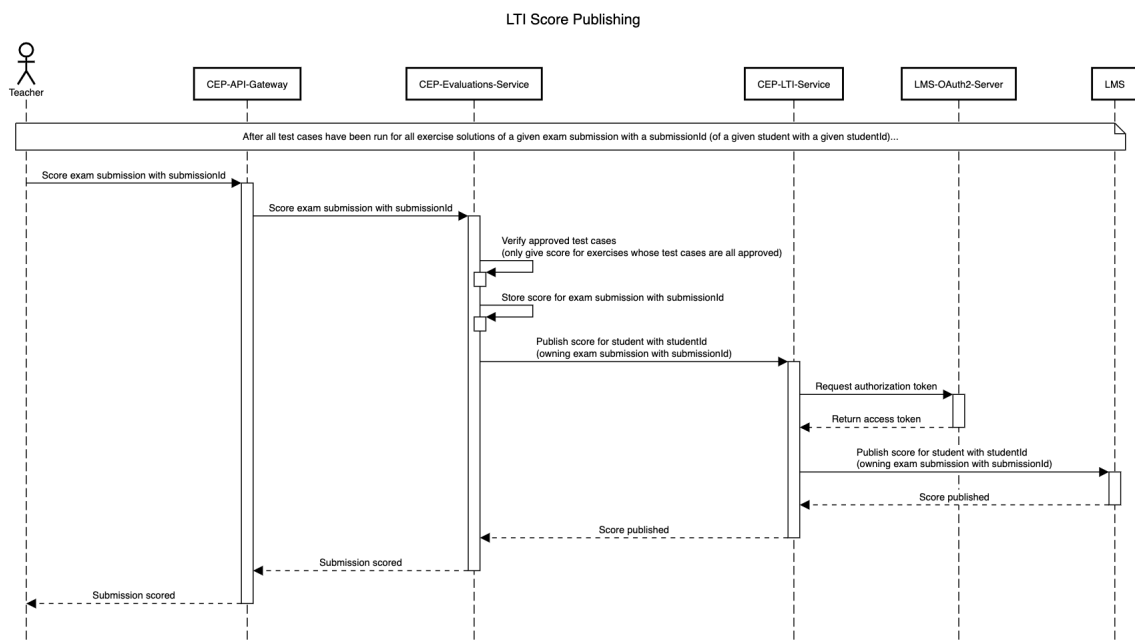 LTI Score Publishing
Teacher
CEP-API-Gateway
CEP-Evaluations-Service
CEP-LTI-Service
LMS-OAuth2-Server
LMS
After all test cases have been run for all exercise solutions of a given exam submission with a submissionId (of a given student with a given studentId)...
Score exam submission with submissionId
Score exam submission with submissionId
Verify approved test cases
(only give score for exercises whose test cases are all approved)
Store score for exam submission with submissionId
Publish score for student with studentId
(owning exam submission with submissionId)
Request authorization token
Return access token
Publish score for student with studentId
(owning exam submission with submissionId)
Score published
Score published
Submission scored
Submission scored